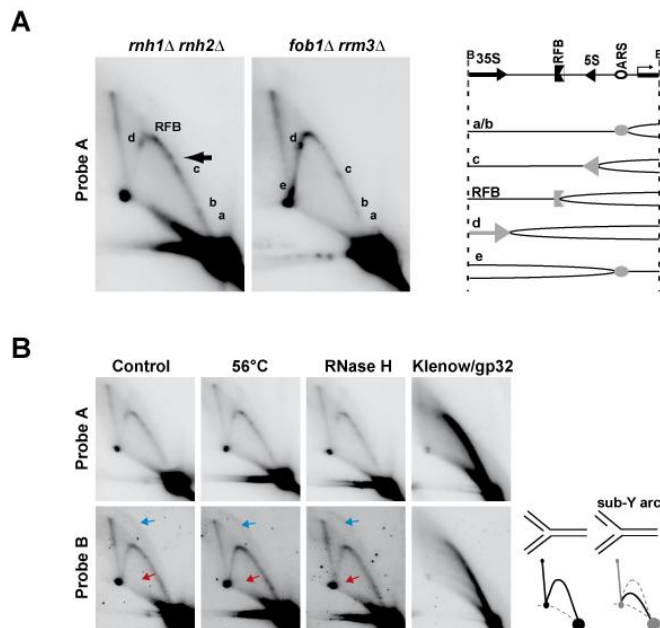 A
rnh1Δ rnh2Δ
fob1Δ rrm3Δ
Probe A
RFB
d
c
b
a
d
c
e
b
a
B 35S RFB 5S ARS
a/b
c
RFB
d
e
B
Control 56°C RNase H Klenow/gp32
Probe A
Probe B
sub-Y arc